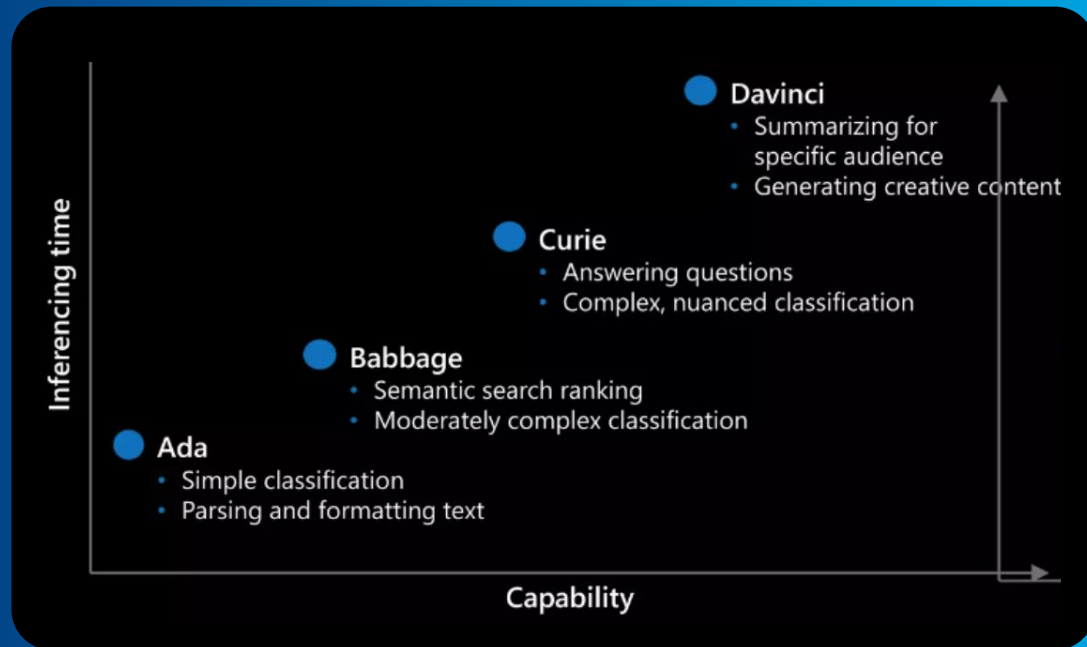 Davinci
• Summarizing for
specific audience
• Generating creative content
Curie
• Answering questions
• Complex, nuanced classification
Babbage
• Semantic search ranking
• Moderately complex classification
Ada
• Simple classification
• Parsing and formatting text
Inferencing time
Capability